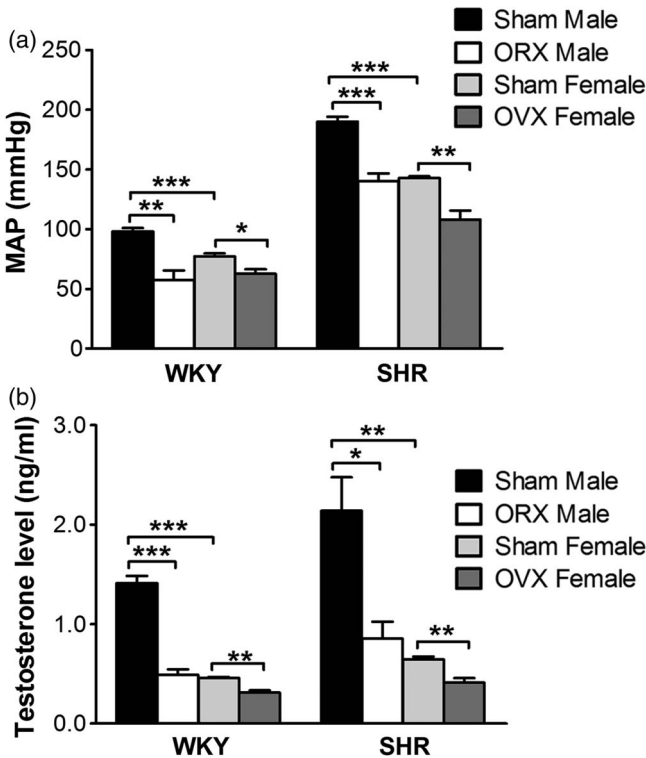 (a)
Sham Male
ORX Male
Sham Female
OVX Female
MAP (mmHg)
250
200
150
100
50
0
***
**
*
***
***
**
WKY
SHR
(b)
Testosterone level (ng/ml)
3.0
2.0
1.0
0.0
***
***
**
**
*
**
Sham Male
ORX Male
Sham Female
OVX Female
WKY
SHR